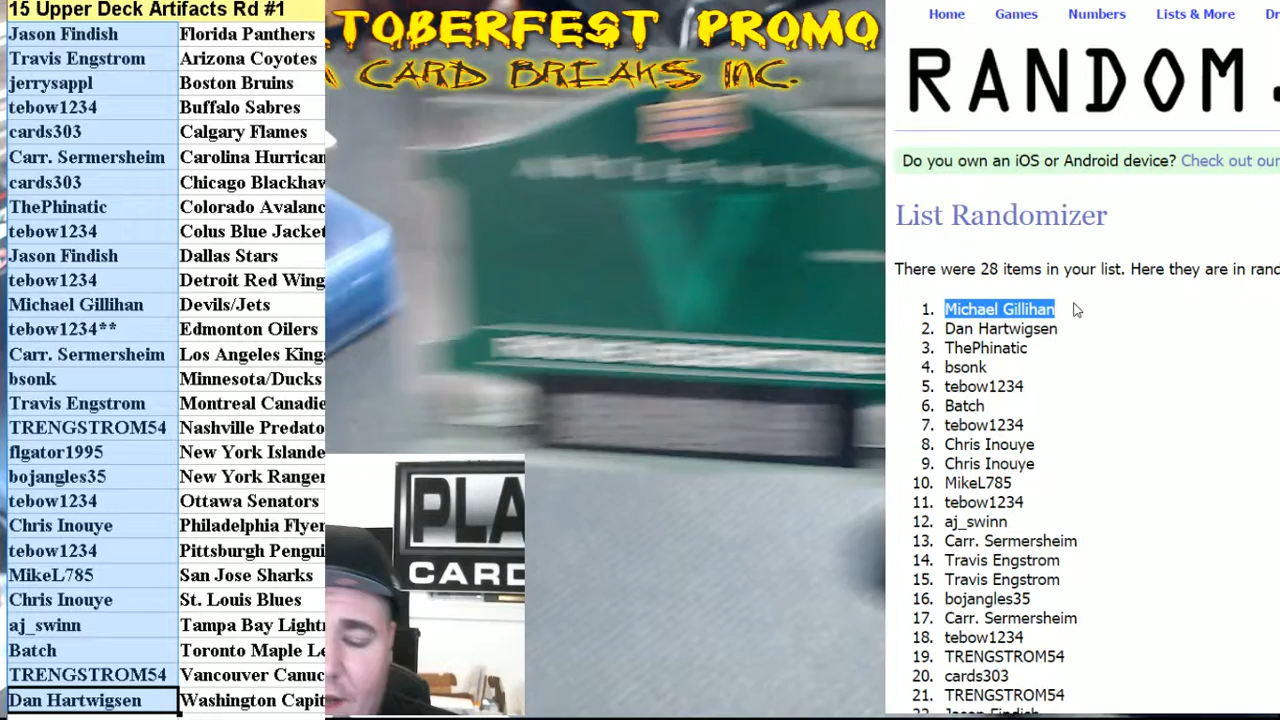 15 Upper Deck Artifacts Rd #1
Jason Findish Florida Panthers
Travis Engstrom Arizona Coyotes
jerrysappl Boston Bruins
tebow1234 Buffalo Sabres
cards303 Calgary Flames
Carr. Sermersheim Carolina Hurrican
cards303 Chicago Blackhaw
ThePhinatic Colorado Avalanc
tebow1234 Colus Blue Jacket
Jason Findish Dallas Stars
tebow1234 Detroit Red Wing
Michael Gillihan Devils/Jets
tebow1234** Edmonton Oilers
Carr. Sermersheim Los Angeles Kings
bsonk Minnesota/Ducks
Travis Engstrom Montreal Canadie
TRENGSTROM54 Nashville Predato
flgator1995 New York Islande
bojangles35 New York Ranger
tebow1234 Ottawa Senators
Chris Inouye Philadelphia Flyer
tebow1234 Pittsburgh Pengui
MikeL785 San Jose Sharks
Chris Inouye St. Louis Blues
aj_swinn Tampa Bay Lightn
Batch Toronto Maple Le
TRENGSTROM54 Vancouver Canuc
Dan Hartwigsen Washington Capit
TOBERFEST PROMO
CARD BREAKS INC.
PLA
CARD
Home Games Numbers Lists & More Dr
RANDOM
Do you own an iOS or Android device? Check out our
List Randomizer
There were 28 items in your list. Here they are in rand
1. Michael Gillihan
2. Dan Hartwigsen
3. ThePhinatic
4. bsonk
5. tebow1234
6. Batch
7. tebow1234
8. Chris Inouye
9. Chris Inouye
10. MikeL785
11. tebow1234
12. aj_swinn
13. Carr. Sermersheim
14. Travis Engstrom
15. Travis Engstrom
16. bojangles35
17. Carr. Sermersheim
18. tebow1234
19. TRENGSTROM54
20. cards303
21. TRENGSTROM54
22. Jason Findish